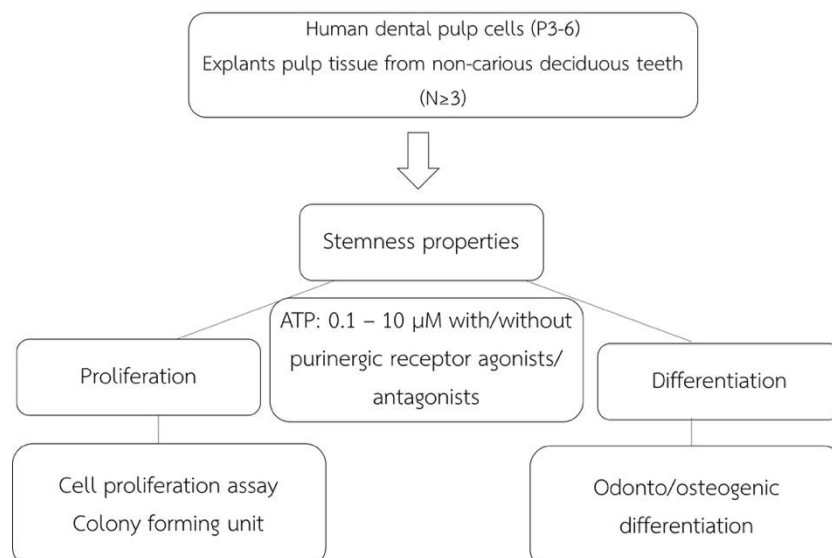 Human dental pulp cells (P3-6)
Explants pulp tissue from non-carious deciduous teeth
(N≥3)
Stemness properties
ATP: 0.1 – 10 µM with/without
purinergic receptor agonists/
antagonists
Proliferation
Differentiation
Cell proliferation assay
Colony forming unit
Odonto/osteogenic
differentiation